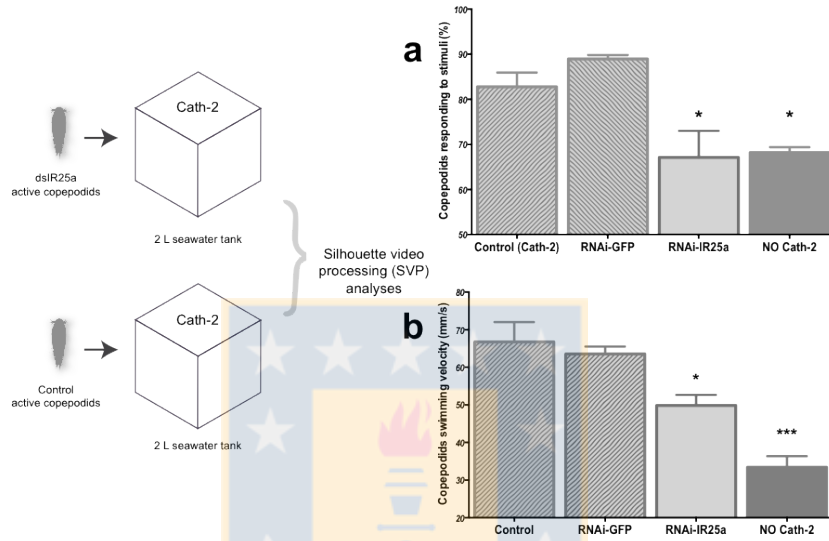 Cath-2
dsIR25a
active copepodids
2 L seawater tank
Silhouette video
processing (SVP)
analyses
Cath-2
Control
active copepodids
2 L seawater tank
a
Copepodids responding to stimuli (%)
100
90
80
70
60
50
*
*
Control (Cath-2) RNAi-GFP RNAi-IR25a NO Cath-2
b
Copepodids swimming velocity (mm/s)
80
70
60
50
40
30
20
*
***
Control RNAi-GFP RNAi-IR25a NO Cath-2